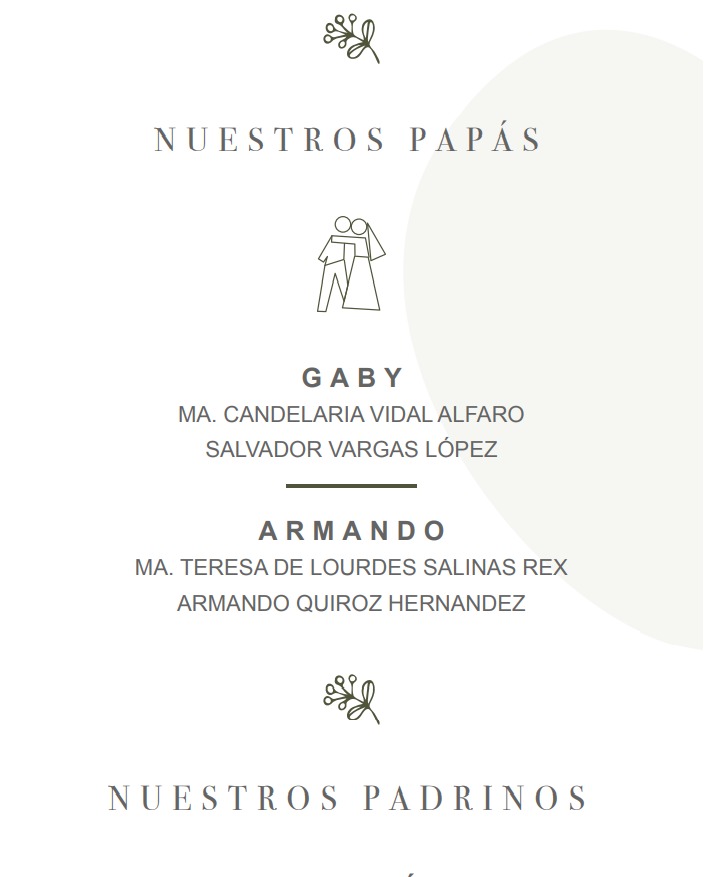 NUESTROS PAPÁS
GABY
MA. CANDELARIA VIDAL ALFARO
SALVADOR VARGAS LÓPEZ
ARMANDO
MA. TERESA DE LOURDES SALINAS REX
ARMANDO QUIROZ HERNANDEZ
NUESTROS PADRINOS